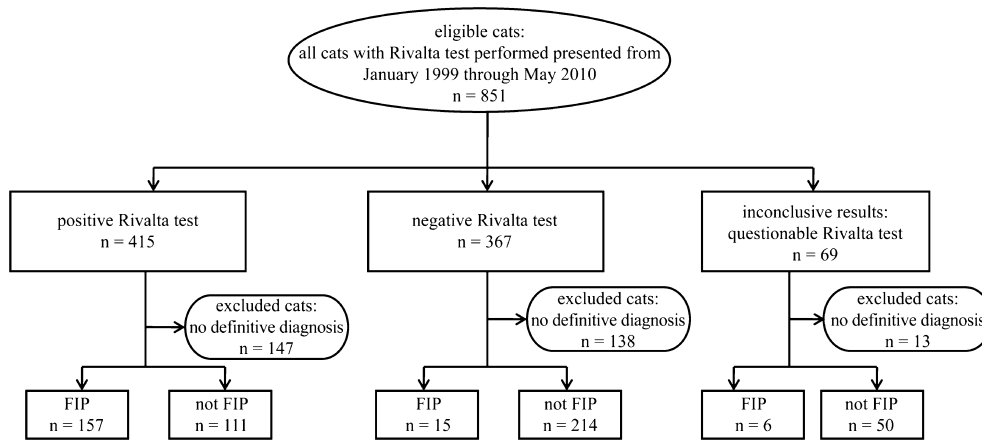 eligible cats:
all cats with Rivalta test performed presented from
January 1999 through May 2010
n = 851
positive Rivalta test
n = 415
negative Rivalta test
n = 367
inconclusive results:
questionable Rivalta test
n = 69
excluded cats:
no definitive diagnosis
n = 147
excluded cats:
no definitive diagnosis
n = 138
excluded cats:
no definitive diagnosis
n = 13
FIP
n = 157
not FIP
n = 111
FIP
n = 15
not FIP
n = 214
FIP
n = 6
not FIP
n = 50